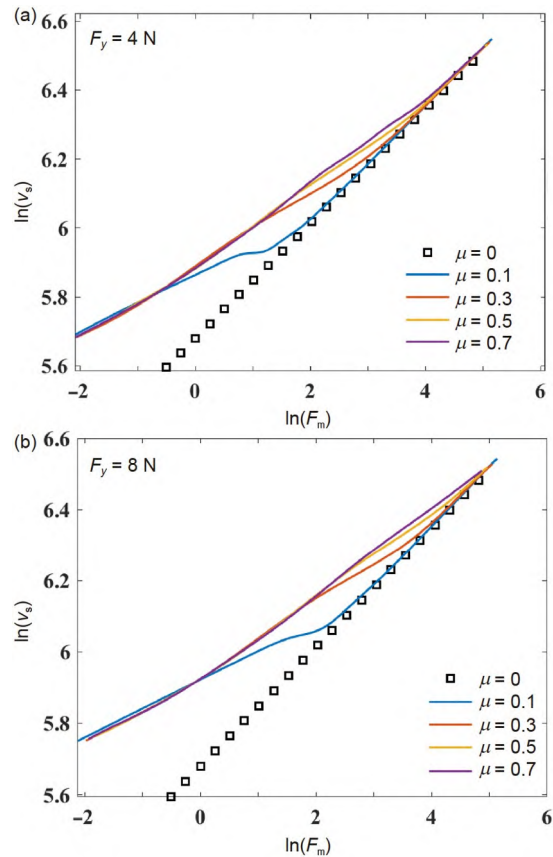 (a)
F_y = 4 N
6.4
6.2
6
5.8
5.6
ln(v_s)
μ = 0
μ = 0.1
μ = 0.3
μ = 0.5
μ = 0.7
−2 0 2 4 6
ln(F_m)
(b)
6.6
F_y = 8 N
6.4
6.2
6
5.8
5.6
ln(v_s)
μ = 0
μ = 0.1
μ = 0.3
μ = 0.5
μ = 0.7
−2 0 2 4 6
ln(F_m)